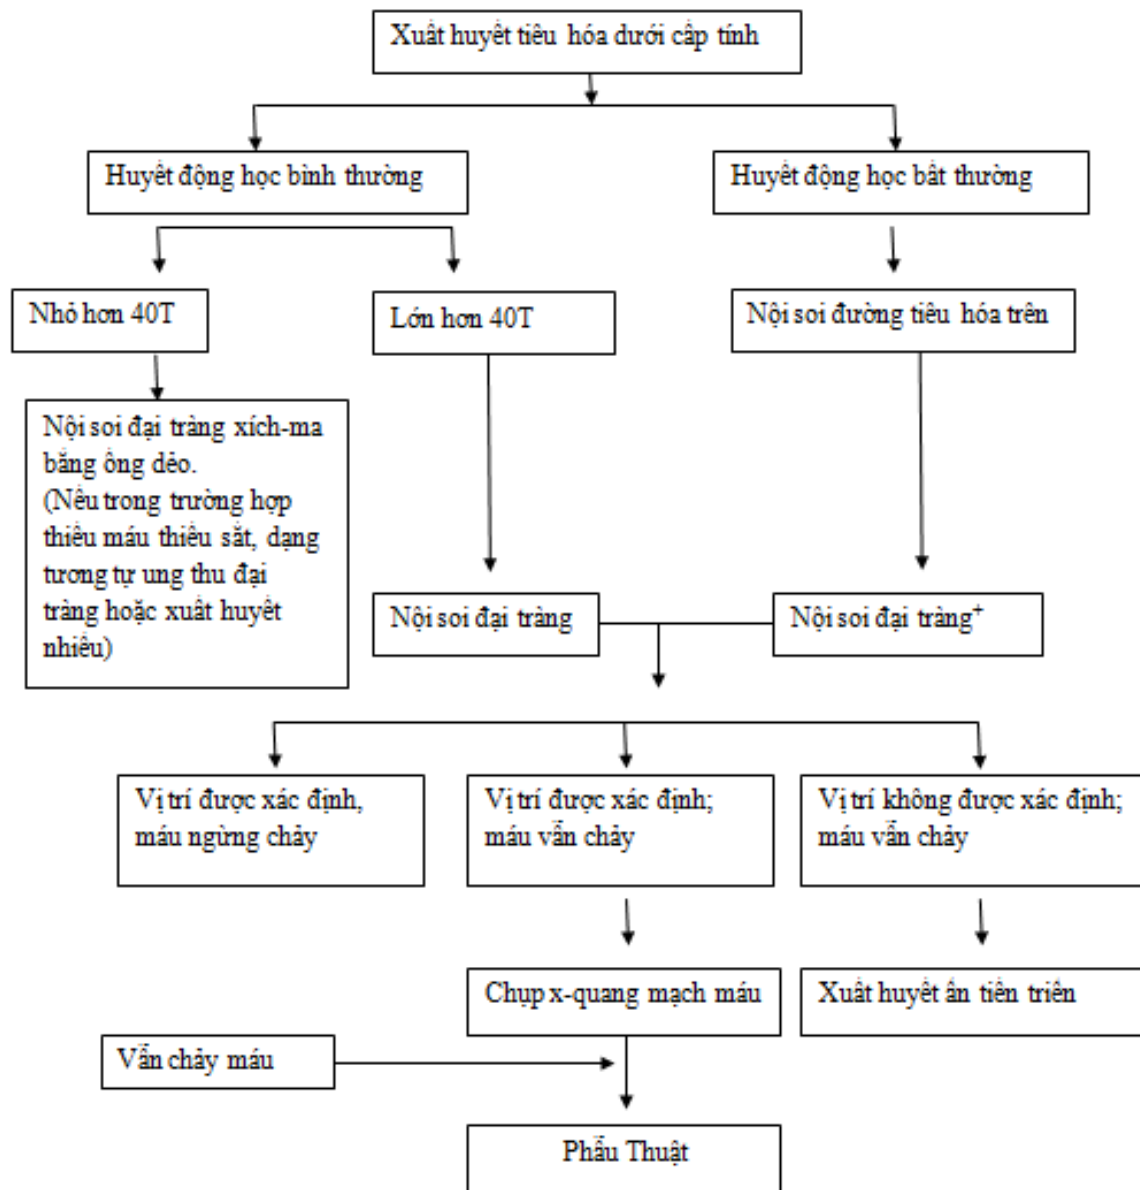 Xuất huyết tiêu hóa dưới cấp tính
Huyết động học bình thường
Huyết động học bất thường
Nhỏ hơn 40T
Lớn hơn 40T
Nội soi đường tiêu hóa trên
Nội soi đại tràng xích-ma
bằng ống dẻo.
(Nếu trong trường hợp
thiếu máu thiếu sắt, dạng
tương tự ung thu đại
tràng hoặc xuất huyết
nhiều)
Nội soi đại tràng
Nội soi đại tràng⁺
Vị trí được xác định,
máu ngừng chảy
Vị trí được xác định;
máu vẫn chảy
Vị trí không được xác định;
máu vẫn chảy
Chụp x-quang mạch máu
Xuất huyết ẩn tiến triển
Vẫn chảy máu
Phẫu Thuật